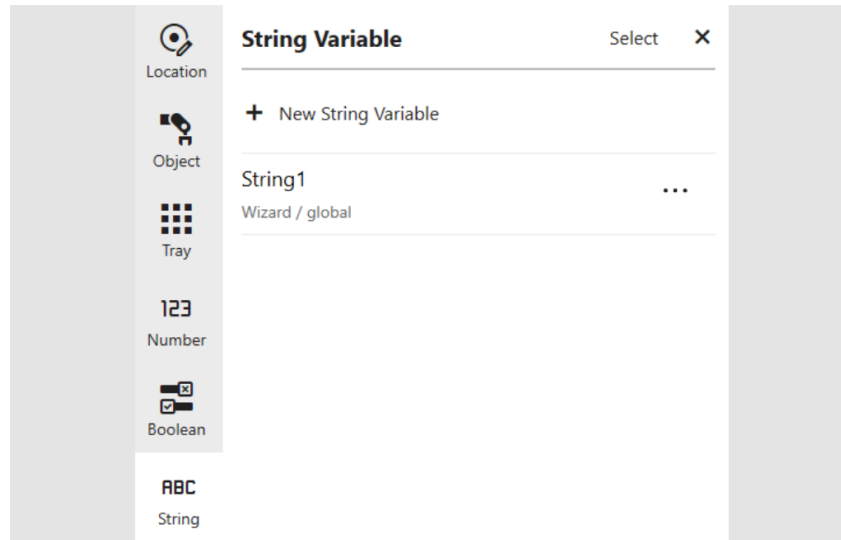 Location
Object
Tray
123
Number
Boolean
ABC
String
String Variable
Select
New String Variable
String1
Wizard / global